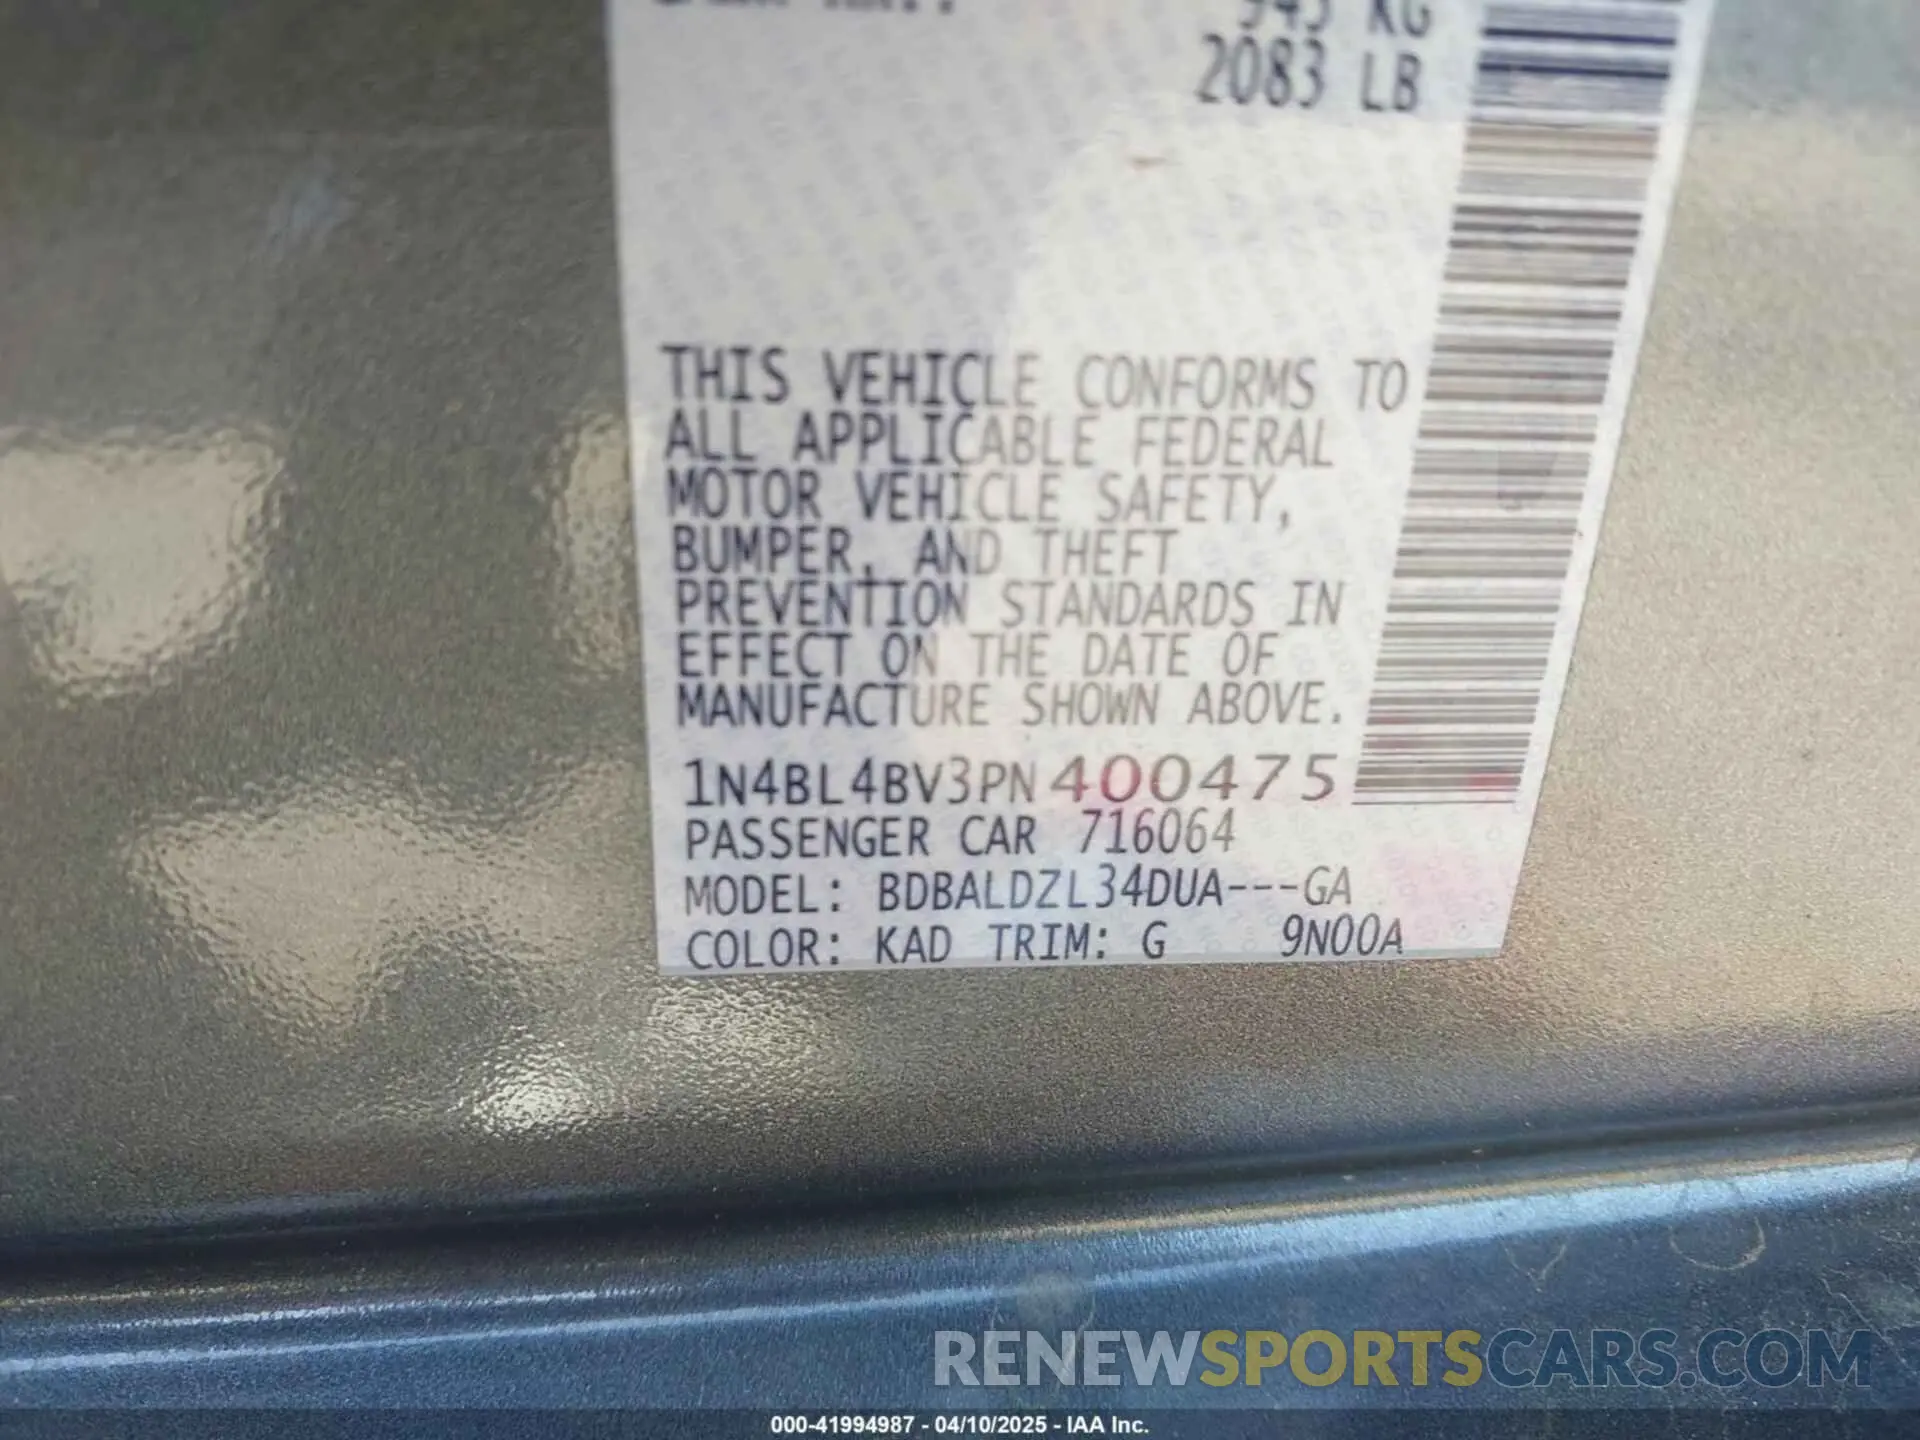 943 KG
2083 LB
THIS VEHICLE CONFORMS TO
ALL APPLICABLE FEDERAL
MOTOR VEHICLE SAFETY,
BUMPER, AND THEFT
PREVENTION STANDARDS IN
EFFECT ON THE DATE OF
MANUFACTURE SHOWN ABOVE.
1N4BL4BV3PN400475
PASSENGER CAR 716064
MODEL: BDBALDZL34DUA---GA
COLOR: KAD TRIM: G 9N00A
RENEWSPORTSCARS.COM
000-41994987 - 04/10/2025 - IAA Inc.